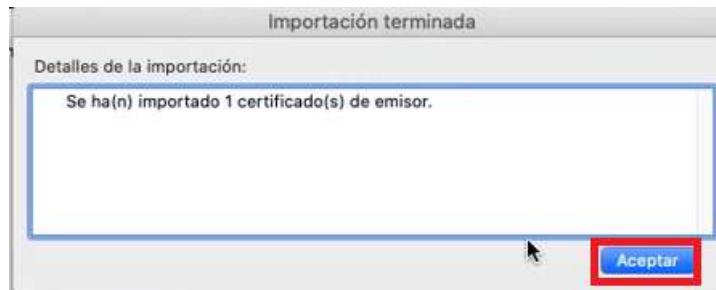 Importación terminada
Detalles de la importación:
Se ha(n) importado 1 certificado(s) de emisor.
Aceptar